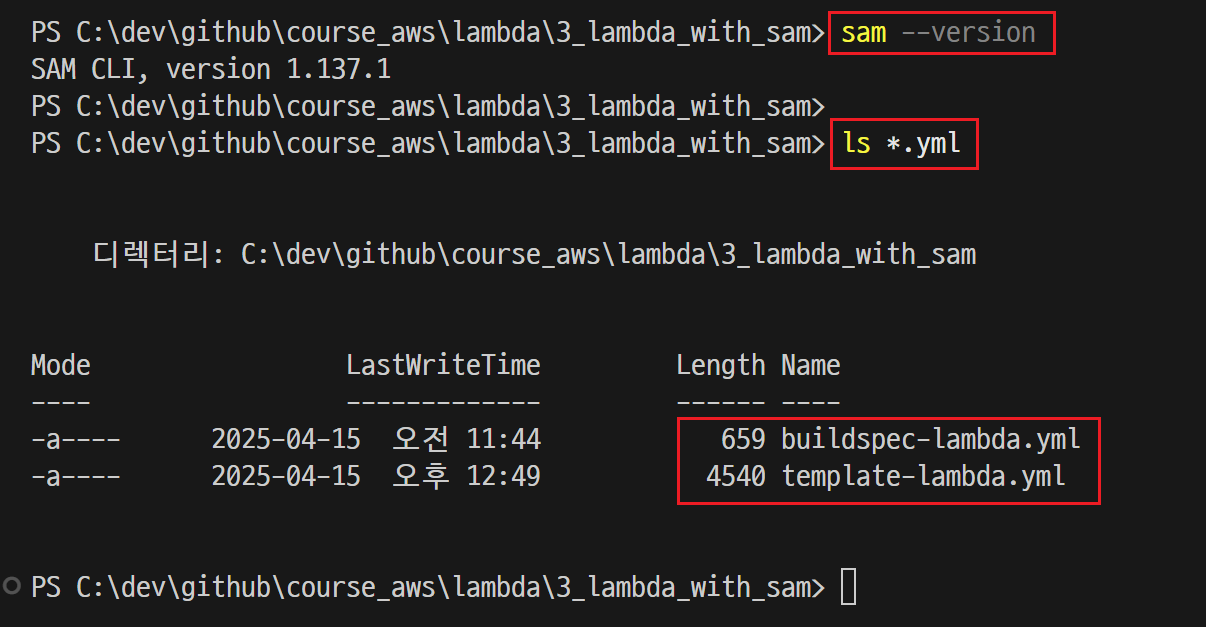 PS C:\dev\github\course_aws\lambda\3_lambda_with_sam> sam --version
SAM CLI, version 1.137.1
PS C:\dev\github\course_aws\lambda\3_lambda_with_sam>
PS C:\dev\github\course_aws\lambda\3_lambda_with_sam> ls *.yml
디렉터리: C:\dev\github\course_aws\lambda\3_lambda_with_sam
Mode LastWriteTime Length Name
---- ------------- ------ ----
-a---- 2025-04-15 오전 11:44 659 buildspec-lambda.yml
-a---- 2025-04-15 오후 12:49 4540 template-lambda.yml
PS C:\dev\github\course_aws\lambda\3_lambda_with_sam>